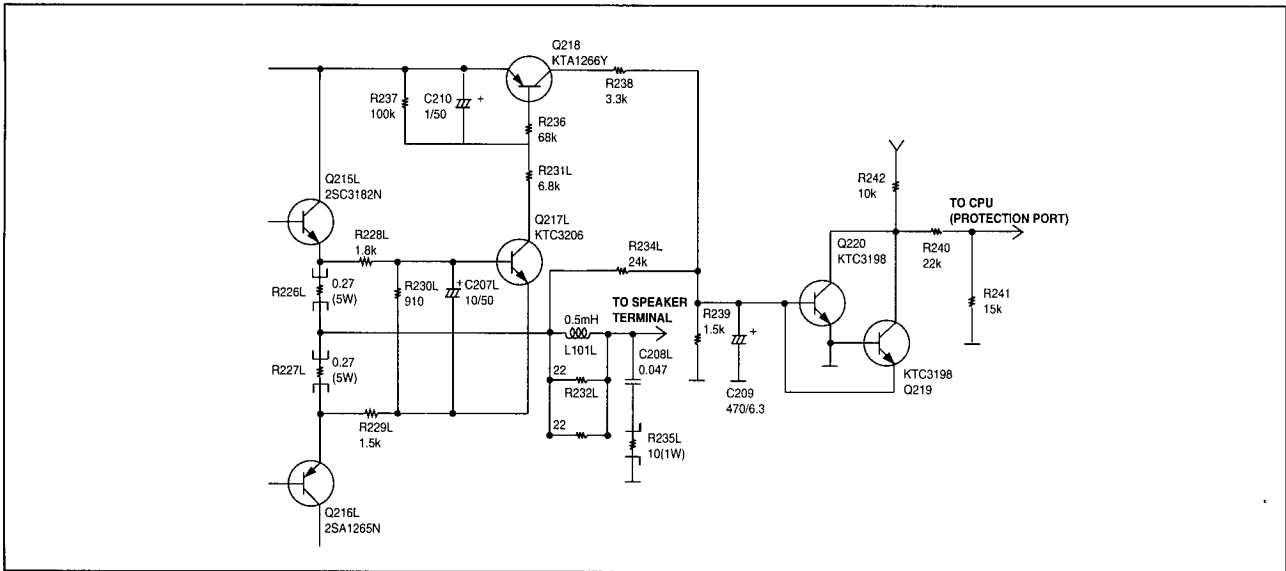 Q218
KTA1266Y
R238
3.3k
R237
100k
C210
1/50
+
R236
68k
R231L
6.8k
R242
10k
Q215L
2SC3182N
Q217L
KTC3206
TO CPU
(PROTECTION PORT)
R228L
1.8k
R234L
24k
Q220
KTC3198
R240
22k
R226L
0.27
(5W)
R230L
910
+
C207L
10/50
TO SPEAKER
TERMINAL
R239
1.5k
+
R241
15k
0.5mH
L101L
C208L
0.047
R227L
0.27
(5W)
22
R232L
KTC3198
Q219
C209
470/6.3
R229L
1.5k
22
R235L
10(1W)
Q216L
2SA1265N